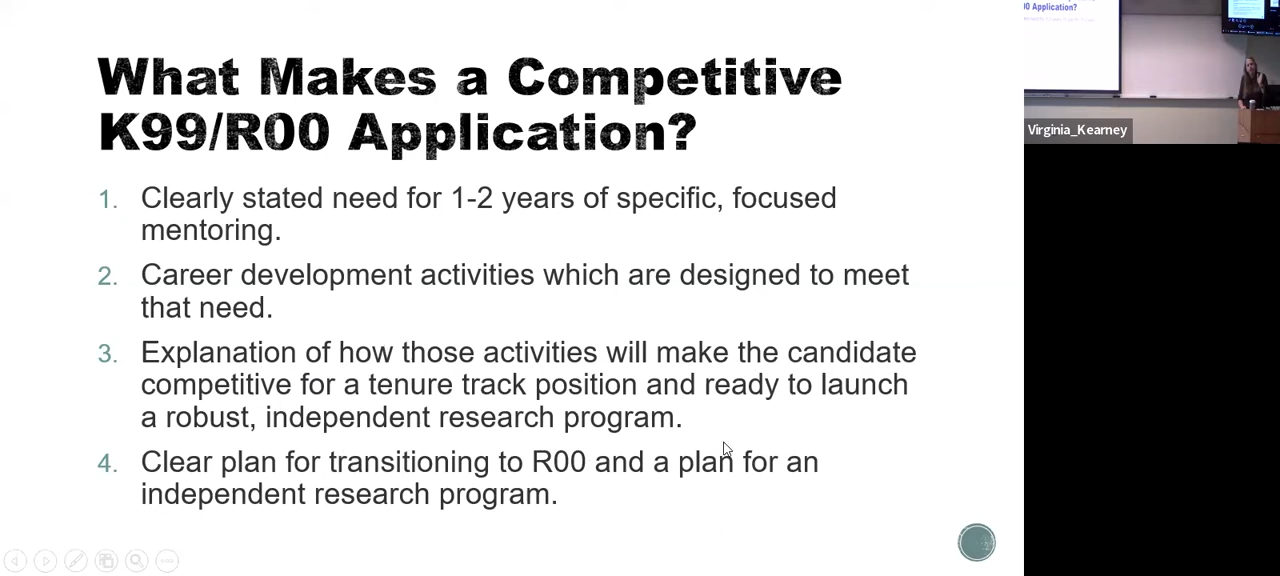 What Makes a Competitive
K99/R00 Application?
1. Clearly stated need for 1-2 years of specific, focused
mentoring.
2. Career development activities which are designed to meet
that need.
3. Explanation of how those activities will make the candidate
competitive for a tenure track position and ready to launch
a robust, independent research program.
4. Clear plan for transitioning to R00 and a plan for an
independent research program.
00 Application?
Virginia_Kearney